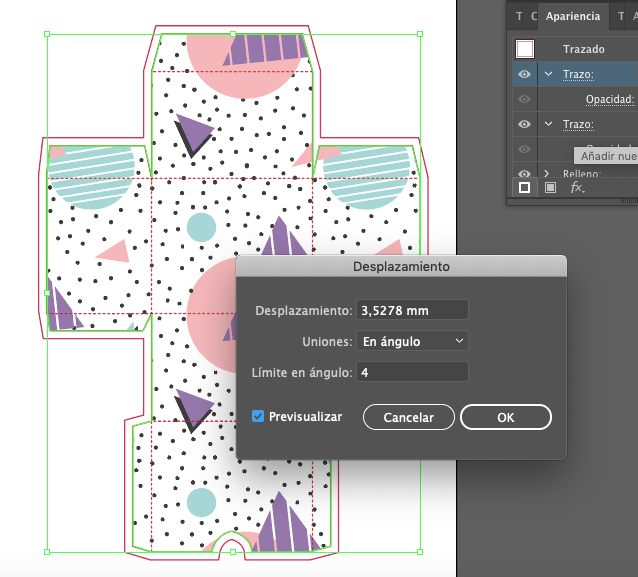 T C Apariencia T A
Trazado
Trazo:
Opacidad:
Trazo:
Añadir nue
Relleno:
fx.
Desplazamiento
Desplazamiento: 3,5278 mm
Uniones: En ángulo
Límite en ángulo: 4
Previsualizar Cancelar OK